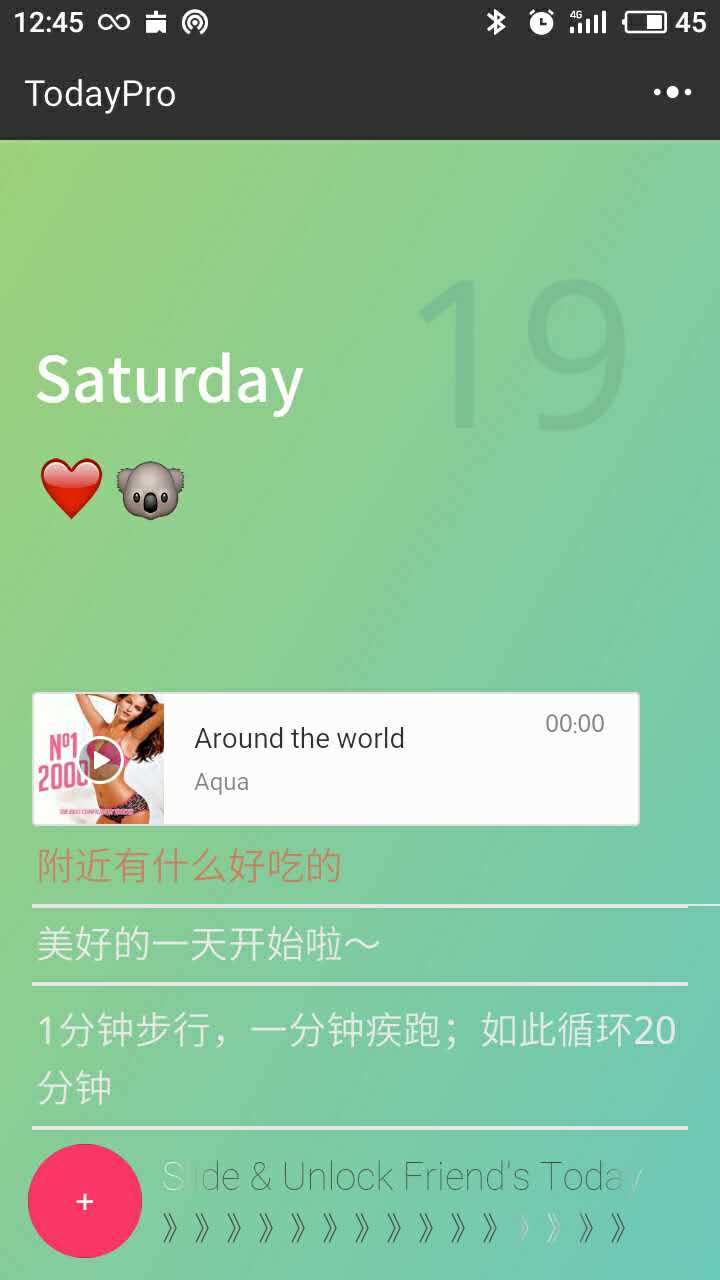 12:45 4G 45
TodayPro
19
Saturday
Nº1
2000
Around the world 00:00
Aqua
附近有什么好吃的
美好的一天开始啦～
1分钟步行，一分钟疾跑；如此循环20
分钟
+ Slide & Unlock Friend's Today
》》》》》》》》》》》》》》》